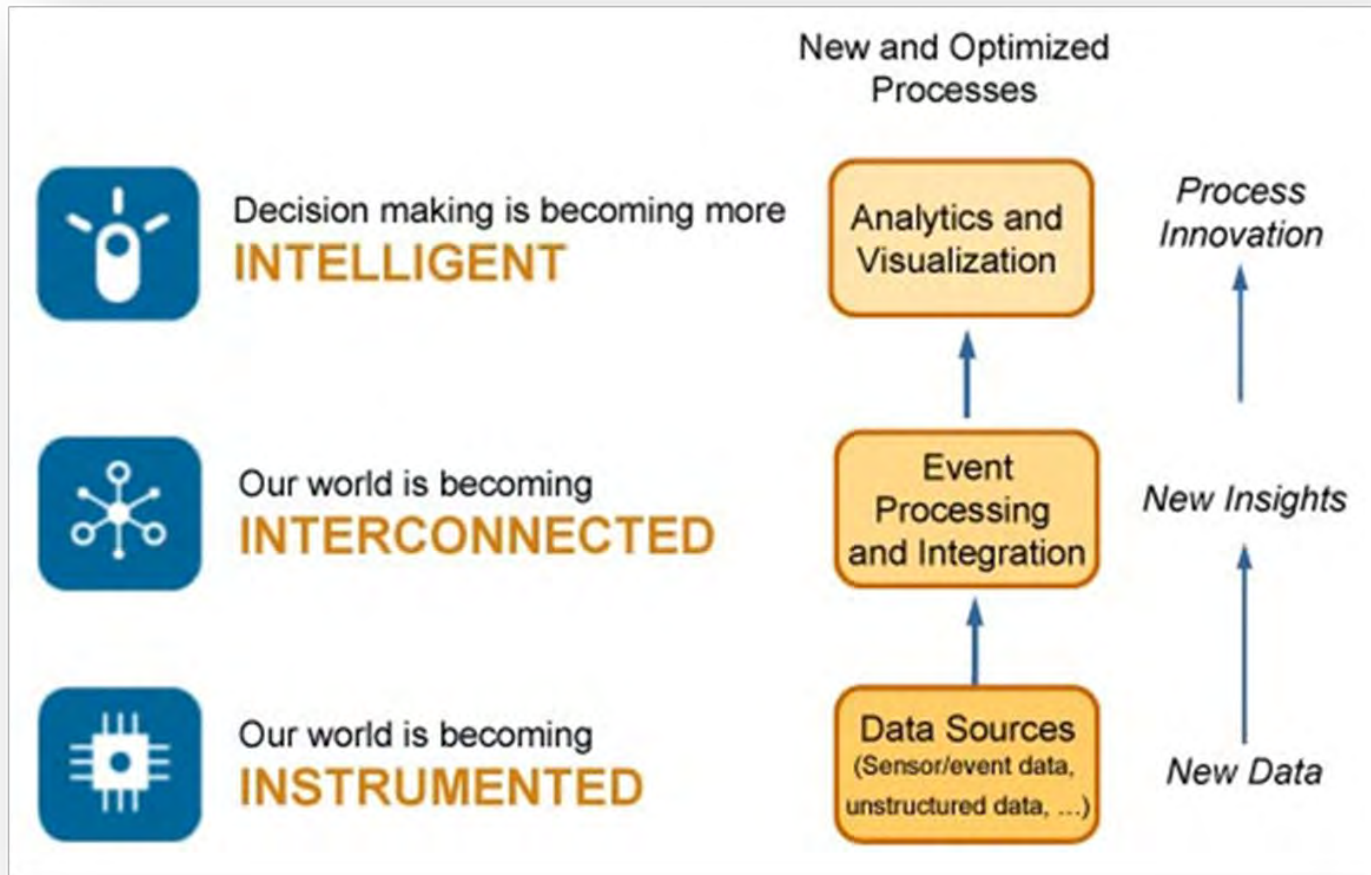 New and Optimized
Processes
Decision making is becoming more
INTELLIGENT
Analytics and
Visualization
Process
Innovation
Our world is becoming
INTERCONNECTED
Event
Processing
and Integration
New Insights
Our world is becoming
INSTRUMENTED
Data Sources
(Sensor/event data,
unstructured data, ...)
New Data